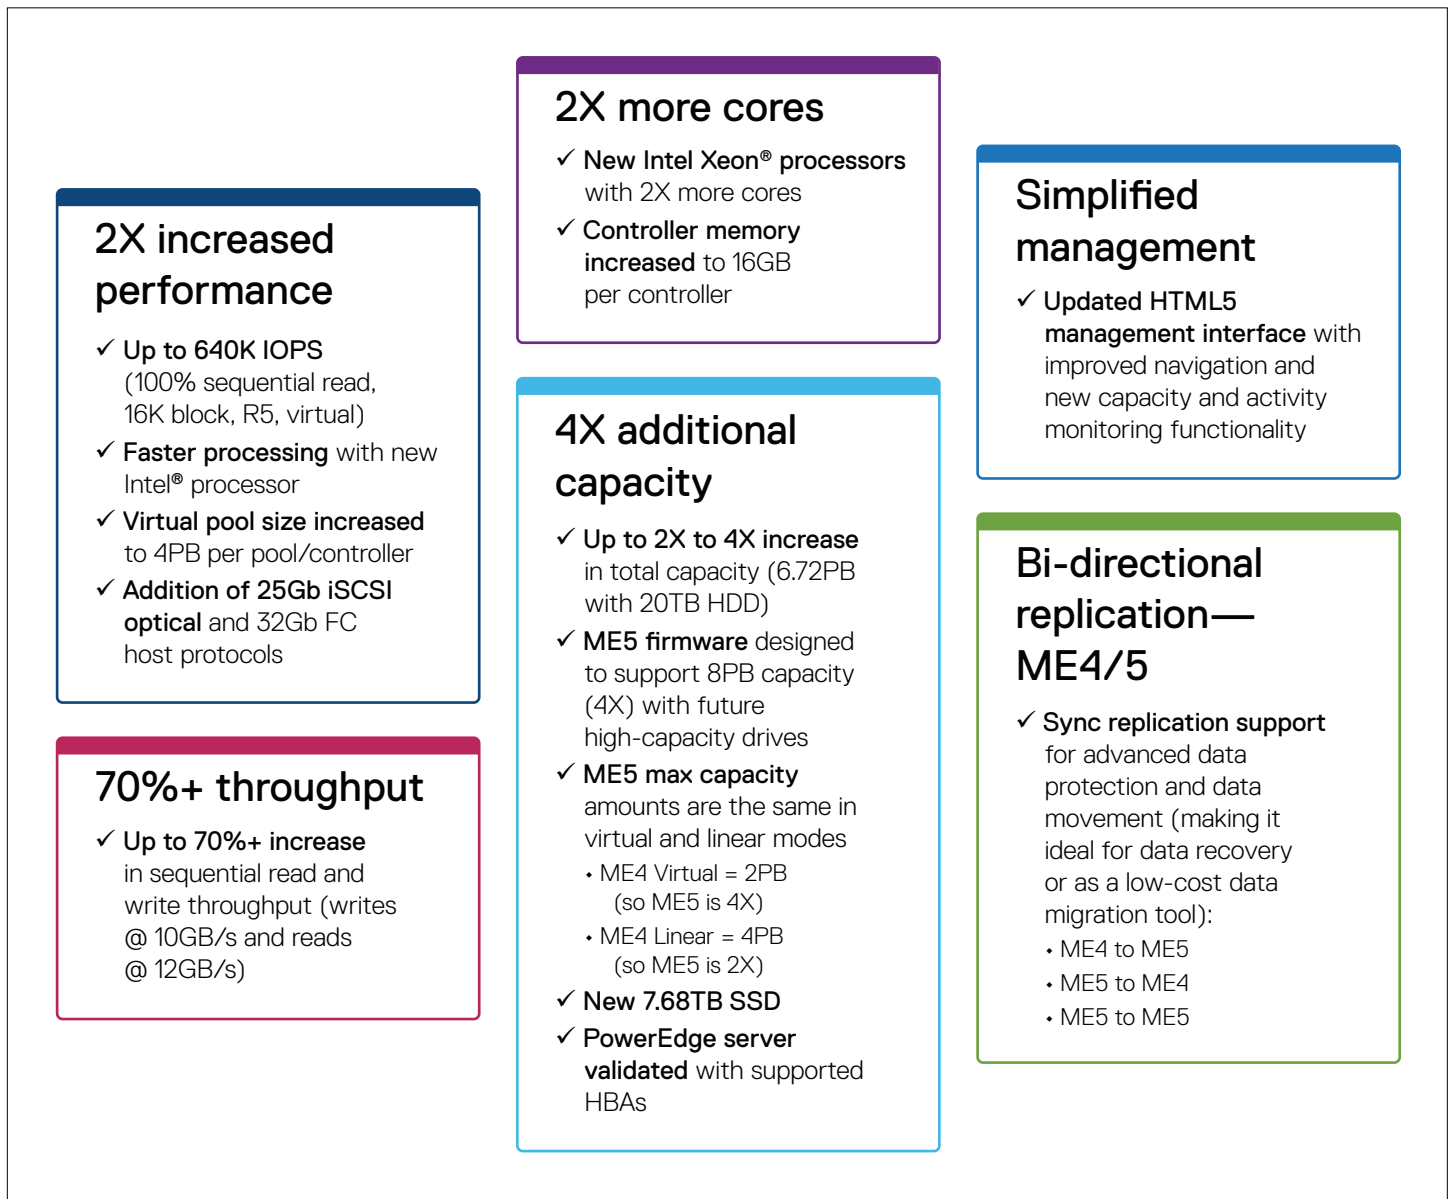 2X increased
performance
✓ Up to 640K IOPS
(100% sequential read,
16K block, R5, virtual)
✓ Faster processing with new
Intel® processor
✓ Virtual pool size increased
to 4PB per pool/controller
✓ Addition of 25Gb iSCSI
optical and 32Gb FC
host protocols
70%+ throughput
✓ Up to 70%+ increase
in sequential read and
write throughput (writes
@ 10GB/s and reads
@ 12GB/s)
2X more cores
✓ New Intel Xeon® processors
with 2X more cores
✓ Controller memory
increased to 16GB
per controller
4X additional
capacity
✓ Up to 2X to 4X increase
in total capacity (6.72PB
with 20TB HDD)
✓ ME5 firmware designed
to support 8PB capacity
(4X) with future
high-capacity drives
✓ ME5 max capacity
amounts are the same in
virtual and linear modes
• ME4 Virtual = 2PB
(so ME5 is 4X)
• ME4 Linear = 4PB
(so ME5 is 2X)
✓ New 7.68TB SSD
✓ PowerEdge server
validated with supported
HBAs
Simplified
management
✓ Updated HTML5
management interface with
improved navigation and
new capacity and activity
monitoring functionality
Bi-directional
replication—
ME4/5
✓ Sync replication support
for advanced data
protection and data
movement (making it
ideal for data recovery
or as a low-cost data
migration tool):
• ME4 to ME5
• ME5 to ME4
• ME5 to ME5